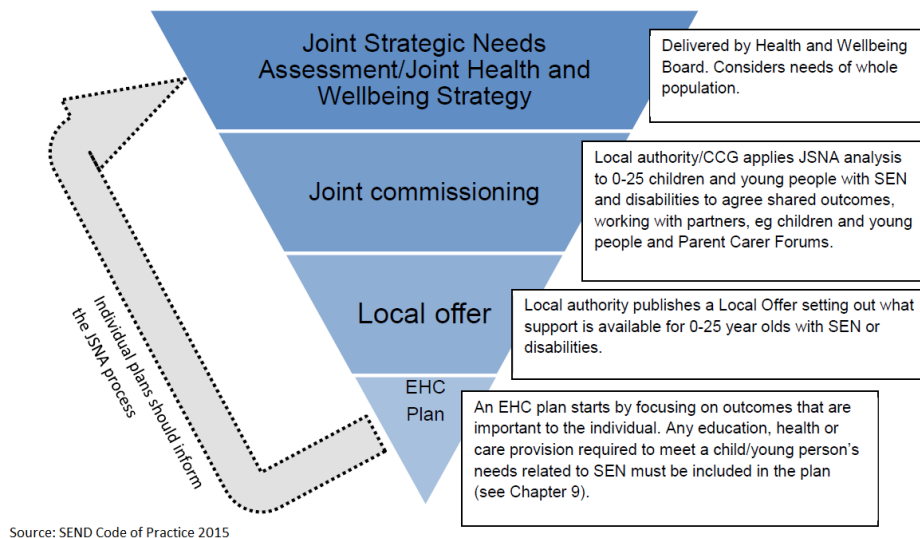 Joint Strategic Needs
Assessment/Joint Health and
Wellbeing Strategy
Delivered by Health and Wellbeing
Board. Considers needs of whole
population.
Joint commissioning
Local authority/CCG applies JSNA analysis
to 0-25 children and young people with SEN
and disabilities to agree shared outcomes,
working with partners, eg children and young
people and Parent Carer Forums.
Local offer
Local authority publishes a Local Offer setting out what
support is available for 0-25 year olds with SEN or
disabilities.
EHC
Plan
An EHC plan starts by focusing on outcomes that are
important to the individual. Any education, health or
care provision required to meet a child/young person's
needs related to SEN must be included in the plan
(see Chapter 9).
Individual plans should inform
the JSNA process
Source: SEND Code of Practice 2015